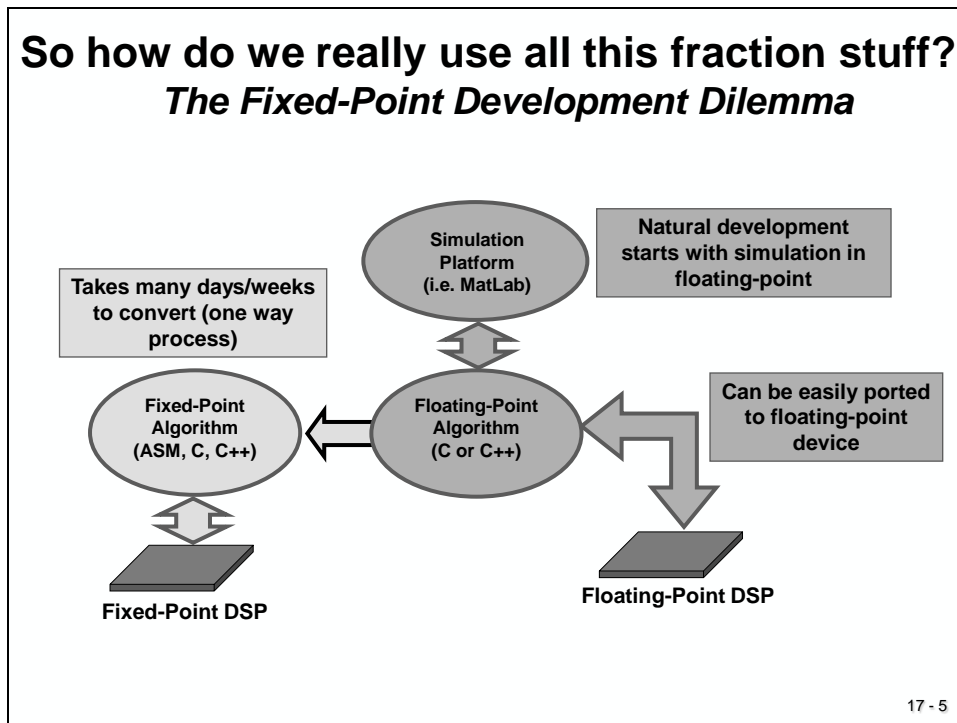 So how do we really use all this fraction stuff?
The Fixed-Point Development Dilemma
Simulation
Platform
(i.e. MatLab)
Natural development
starts with simulation in
floating-point
Takes many days/weeks
to convert (one way
process)
Fixed-Point
Algorithm
(ASM, C, C++)
Floating-Point
Algorithm
(C or C++)
Can be easily ported
to floating-point
device
Fixed-Point DSP
Floating-Point DSP
17 - 5